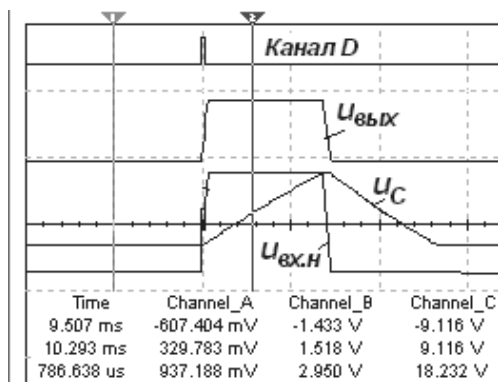 1
2
Канал D
uвых
uC
uвх.н
Time Channel_A Channel_B Channel_C
9.507 ms -607.404 mV -1.433 V -9.116 V
10.293 ms 329.783 mV 1.518 V 9.116 V
786.638 us 937.188 mV 2.950 V 18.232 V